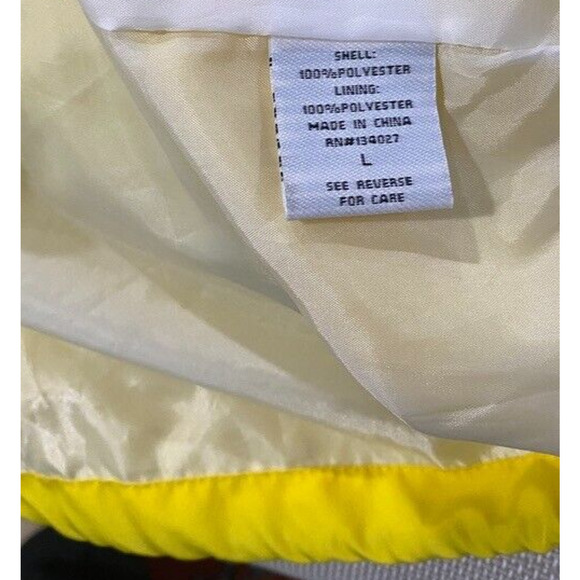 SHELL:
100%POLYESTER
LINING:
100%POLYESTER
MADE IN CHINA
RN#134027
L
SEE REVERSE
FOR CARE